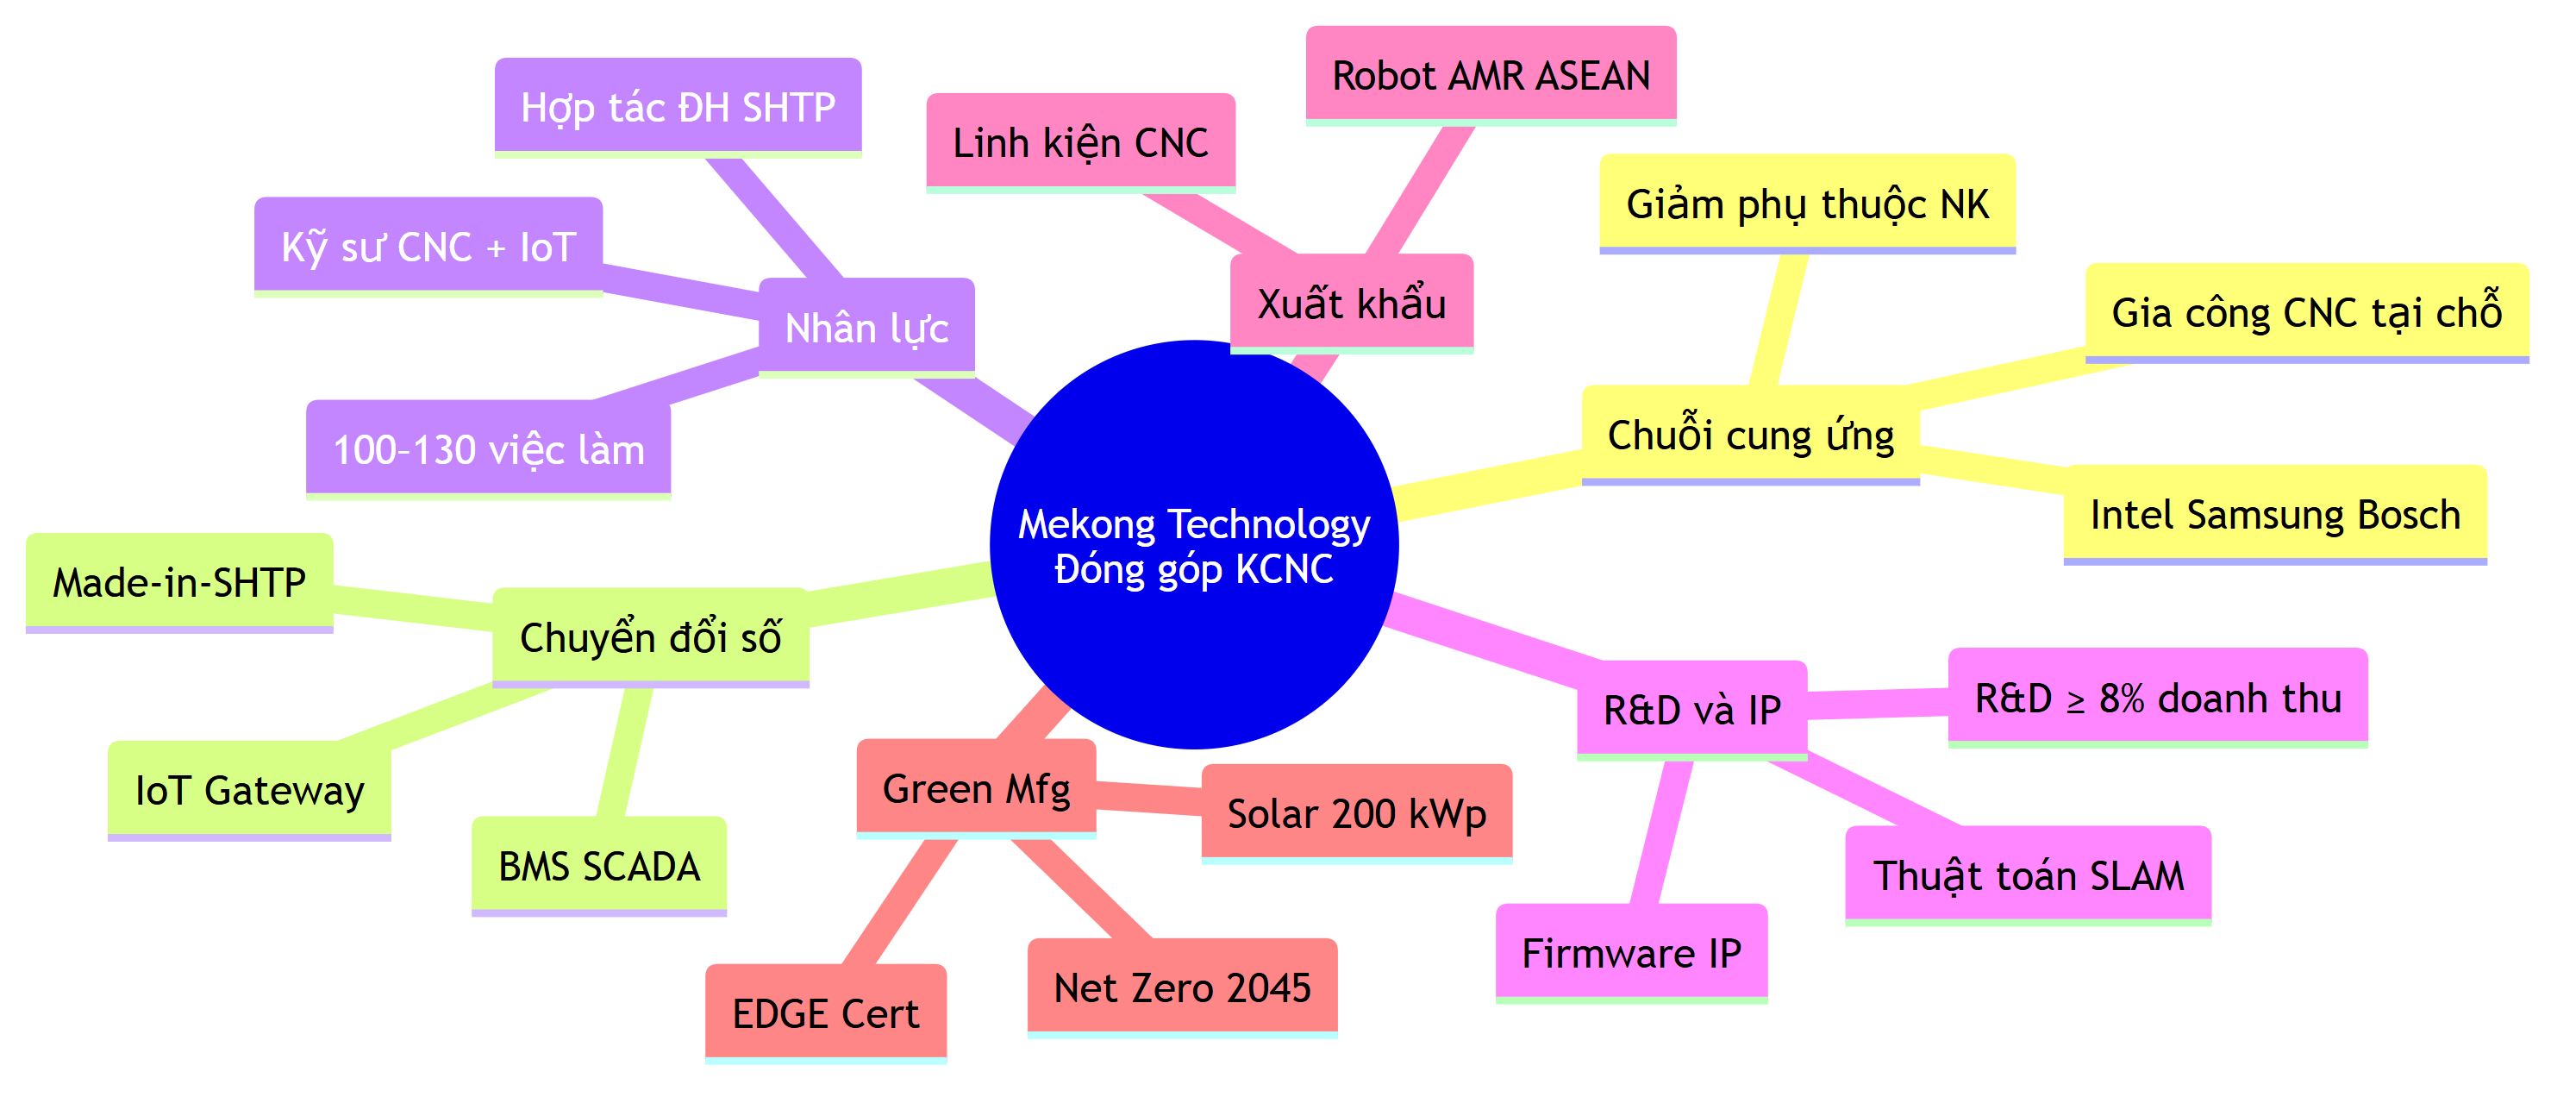 Mekong Technology
Đóng góp KCNC
Chuỗi cung ứng
Giảm phụ thuộc NK
Gia công CNC tại chỗ
Intel Samsung Bosch
R&D và IP
R&D ≥ 8% doanh thu
Thuật toán SLAM
Firmware IP
Green Mfg
Solar 200 kWp
Net Zero 2045
EDGE Cert
Chuyển đổi số
Made-in-SHTP
IoT Gateway
BMS SCADA
Nhân lực
Hợp tác ĐH SHTP
Kỹ sư CNC + IoT
100–130 việc làm
Xuất khẩu
Linh kiện CNC
Robot AMR ASEAN